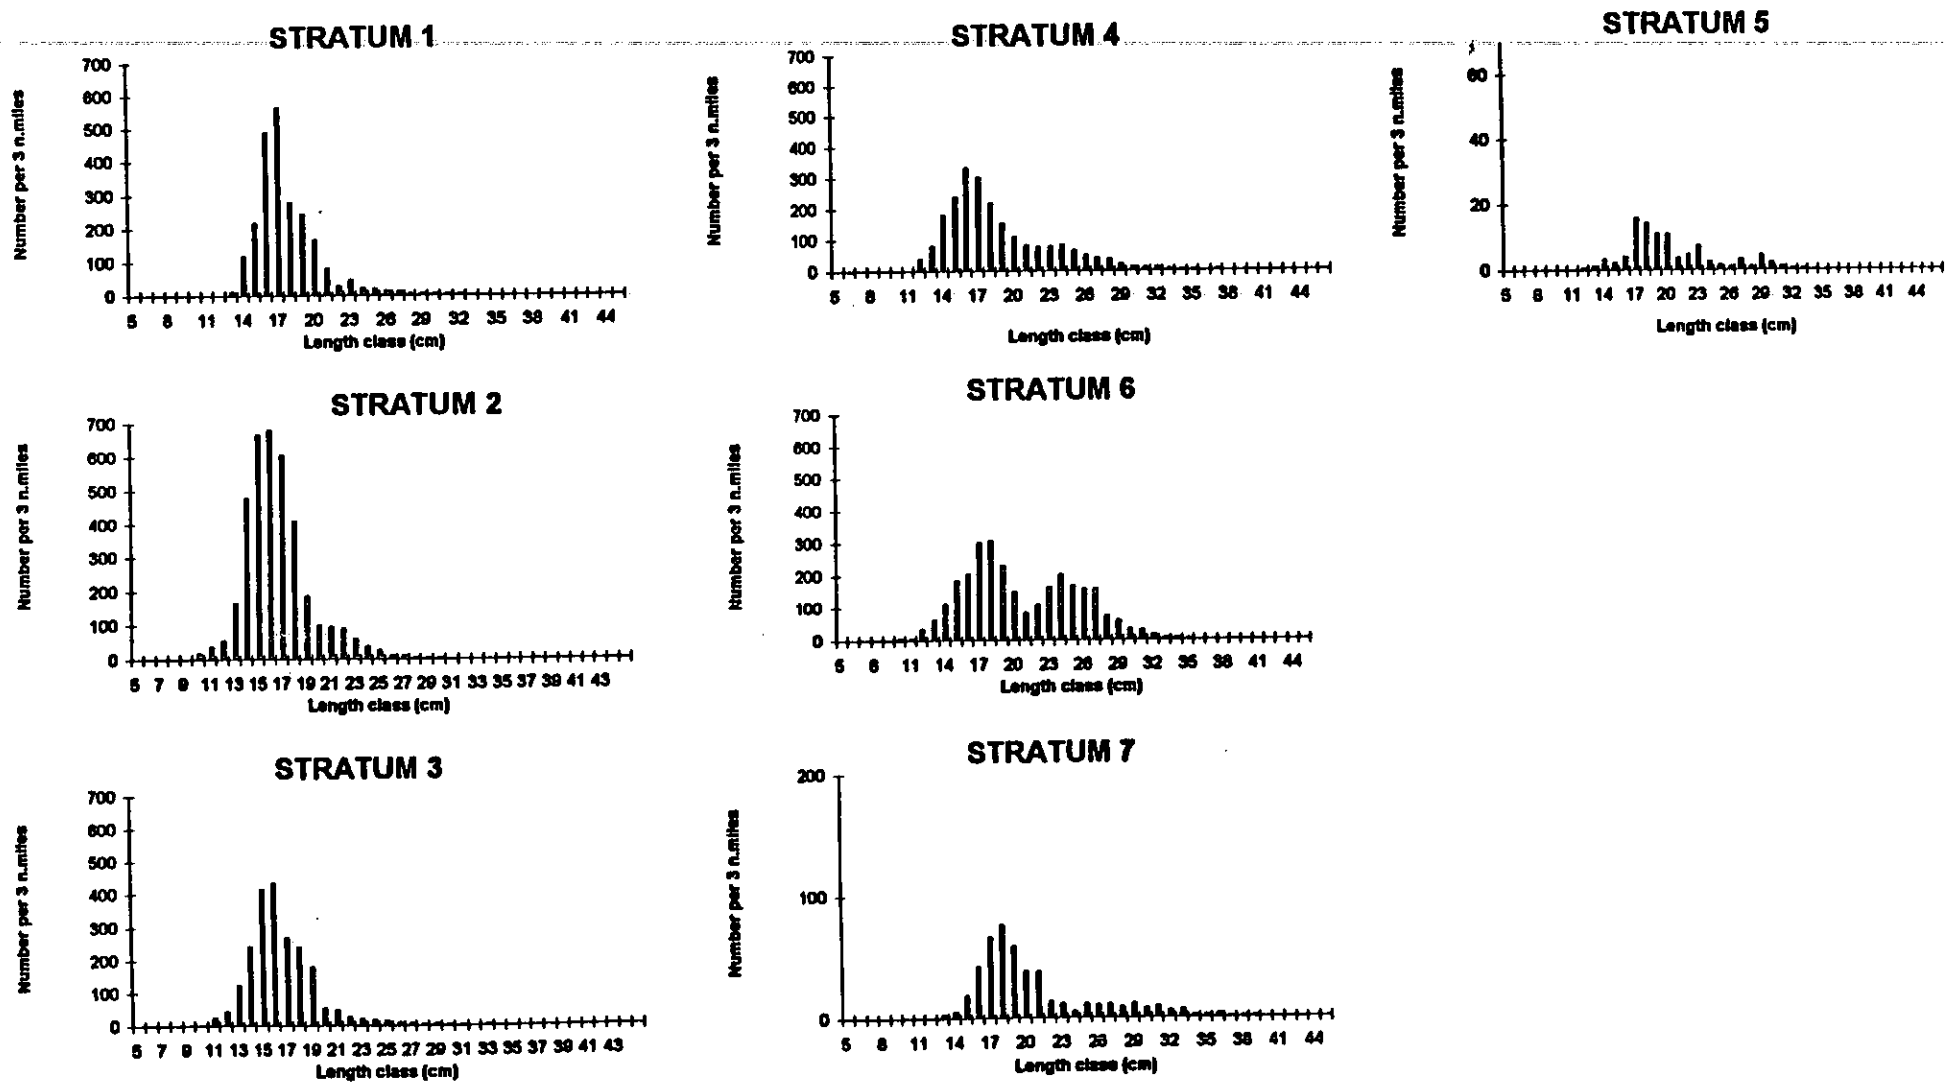 STRATUM 1
700
600
500
400
300
200
100
0
Number per 3 n.miles
5 8 11 14 17 20 23 26 29 32 35 38 41 44
Length class (cm)
STRATUM 4
700
600
500
400
300
200
100
0
Number per 3 n.miles
5 8 11 14 17 20 23 26 29 32 35 38 41 44
Length class (cm)
STRATUM 5
60
40
20
0
Number per 3 n.miles
5 8 11 14 17 20 23 26 29 32 35 38 41 44
Length class (cm)
STRATUM 2
700
600
500
400
300
200
100
0
Number per 3 n.miles
5 7 9 11 13 15 17 19 21 23 25 27 29 31 33 35 37 39 41 43
Length class (cm)
STRATUM 6
700
600
500
400
300
200
100
0
Number per 3 n.miles
5 8 11 14 17 20 23 26 29 32 35 38 41 44
Length class (cm)
STRATUM 3
700
600
500
400
300
200
100
0
Number per 3 n.miles
5 7 9 11 13 15 17 19 21 23 25 27 29 31 33 35 37 39 41 43
Length class (cm)
STRATUM 7
200
100
0
Number per 3 n.miles
5 8 11 14 17 20 23 26 29 32 35 38 41 44
Length class (cm)